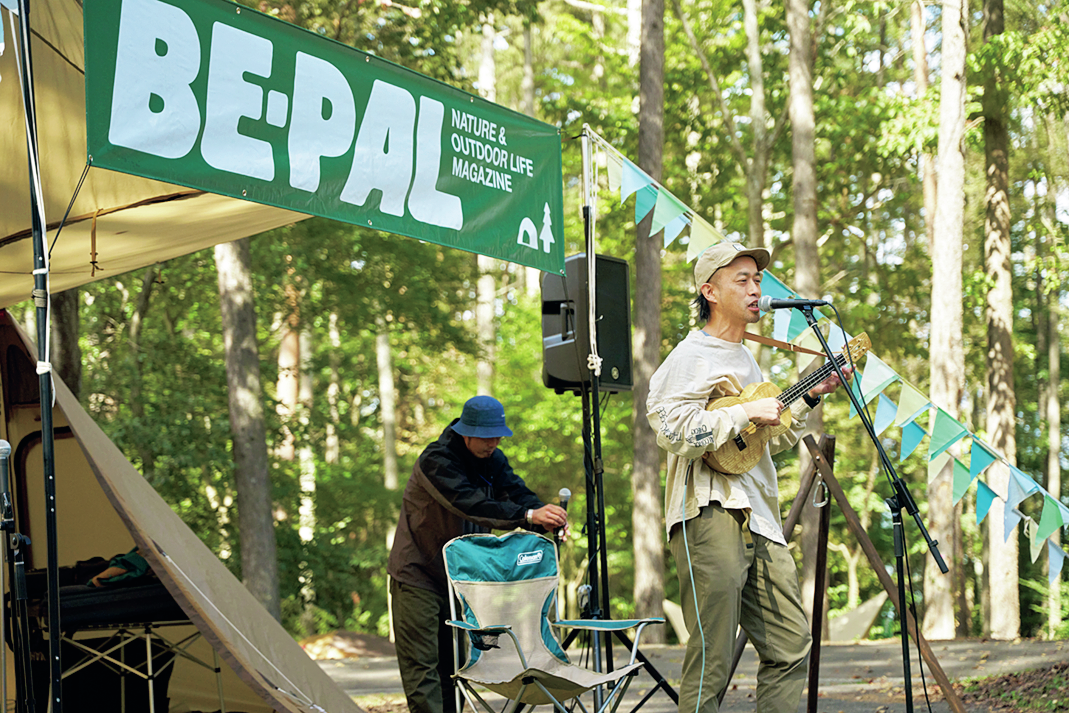 BE-PAL
NATURE &
OUTDOOR LIFE
MAGAZINE
Coleman